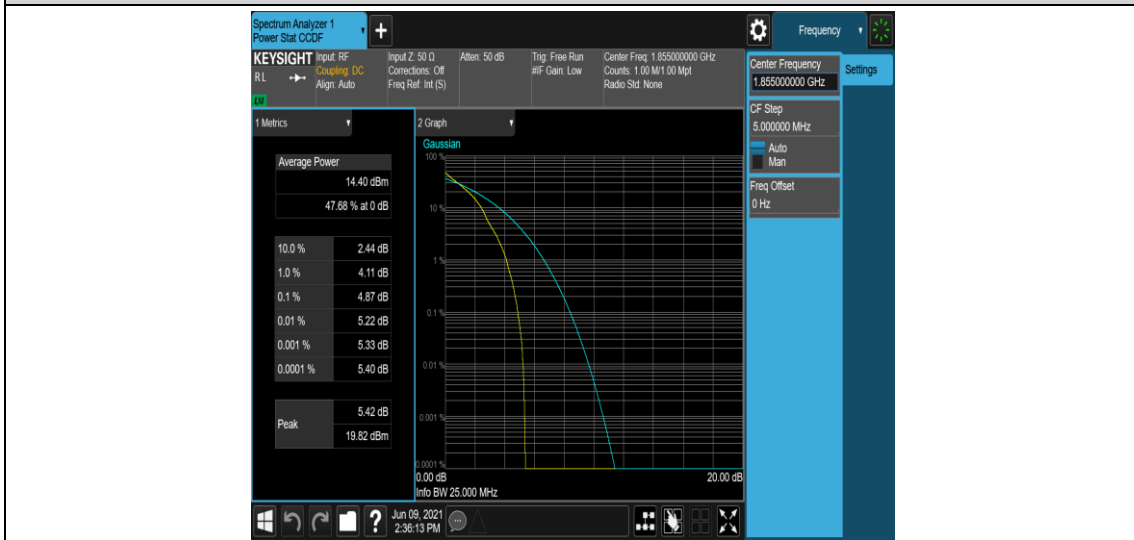 Spectrum Analyzer 1
Power Stat CCDF
Frequency
KEYSIGHT
RL
LXI
Input: RF
Coupling: DC
Align: Auto
Input Z: 50 Ω
Corrections: Off
Freq Ref: Int (S)
Atten: 50 dB
Trig: Free Run
#IF Gain: Low
Center Freq: 1.855000000 GHz
Counts: 1.00 M/1.00 Mpt
Radio Std: None
Center Frequency
1.855000000 GHz
Settings
CF Step
5.000000 MHz
Auto
Man
Freq Offset
0 Hz
1 Metrics
Average Power
14.40 dBm
47.68 % at 0 dB
10.0 % 2.44 dB
1.0 % 4.11 dB
0.1 % 4.87 dB
0.01 % 5.22 dB
0.001 % 5.33 dB
0.0001 % 5.40 dB
Peak
5.42 dB
19.82 dBm
2 Graph
Gaussian
100 %
10 %
1 %
0.1 %
0.01 %
0.001 %
0.0001 %
0.00 dB 20.00 dB
Info BW 25.000 MHz
?
Jun 09, 2021
2:36:13 PM